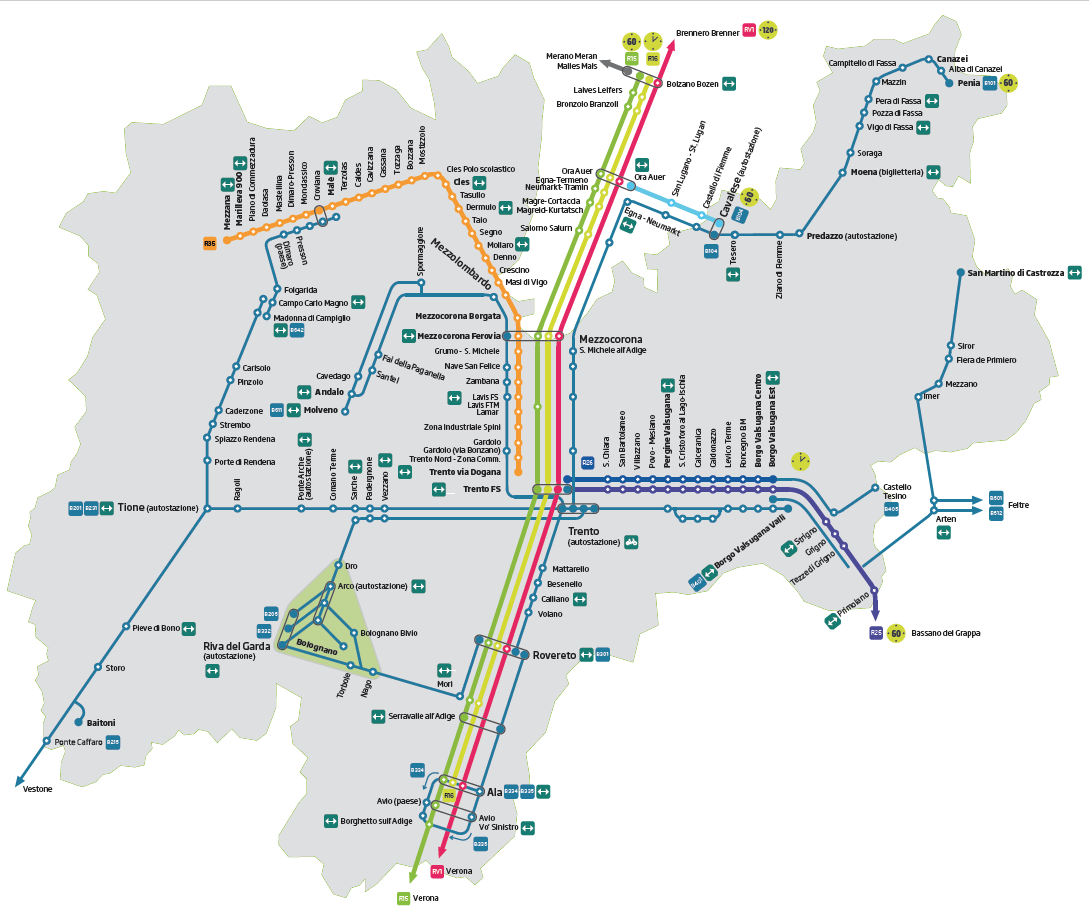 Brennero Brenner
RV1
120
60
R15
R16
Merano Meran
Malles Mals
Bolzano Bozen
Laives Leifers
Bronzolo Branzoll
Campitello di Fassa
Canazei
Alba di Canazei
Penia
B101
60
Mazzin
Pera di Fassa
Pozza di Fassa
Vigo di Fassa
Soraga
Moena (biglietteria)
Predazzo (autostazione)
Ziano di Fiemme
Tesero
B104
Cavalese (autostazione)
60
Castello di Fiemme
San Lugano - St. Lugan
Ora Auer
Ora Auer
Egna-Termeno
Neumarkt-Tramin
Magre-Cortaccia
Magreid-Kurtatsch
Egna - Neumarkt
Salorno Salurn
Mezzana
Marilleva 900
Piano di Commezzadura
Daolasa
Mastellina
Dimaro-Presson
Mondascico
Croviana
Malè
Terzolas
Caldes
Cavizzana
Cassana
Tozzaga
Bozzana
Mostizzolo
R35
Cles Polo scolastico
Cles
Tasullo
Dermulo
Taio
Segno
Mollaro
Denno
Crescino
Masi di Vigo
Dimaro
(paese)
Presson
Folgarida
Campo Carlo Magno
Madonna di Campiglio
B642
Spormaggiore
Mezzolombardo
Mezzocorona Borgata
Mezzocorona Ferovia
Mezzocorona
S. Michele all'Adige
Grumo - S. Michele
Nave San Felice
Zambana
Lavis FS
Lavis FTM
Lamar
Zona Industriale Spini
Gardolo
Gardolo (via Bonzano)
Trento Nord - Zona Comm.
Trento via Dogana
Trento FS
Fai della Paganella
Santel
Cavedago
Andalo
B611
Molveno
Carisolo
Pinzolo
Caderzone
Strembo
Spiazzo Rendena
Porte di Rendena
B201
B231
Tione (autostazione)
Ragoli
Ponte Arche
(autostazione)
Comano Terme
Sarche
Padergnone
Vezzano
Trento
(autostazione)
R25
S. Chiara
San Bartolameo
Villazzano
Povo - Mesiano
Pergine Valsugana
S. Cristoforo al Lago-Ischia
Calceranica
Caldonazzo
Levico Terme
Roncegno BM
Borgo Valsugana Centro
Borgo Valsugana Est
San Martino di Castrozza
Siror
Fiera de Primiero
Mezzano
Imer
Castello
Tesino
B405
B501
B512
Feltre
Arten
Borgo Valsugana Valli
Strigno
Grigno
Tezze di Grigno
Primolano
R25
60
Bassano del Grappa
Mattarello
Besenello
Calliano
Volano
Rovereto
B301
Dro
Arco (autostazione)
B205
B332
Riva del Garda
(autostazione)
Bolognano
Bolognano Bivio
Torbole
Nago
Mori
Serravalle all'Adige
Pieve di Bono
Storo
Baitoni
Ponte Caffaro
B215
Vestone
B334
R16
Ala
B334
B335
Avio (paese)
Avio
Vo' Sinistro
Borghetto sull'Adige
B335
RV1
Verona
R15
Verona